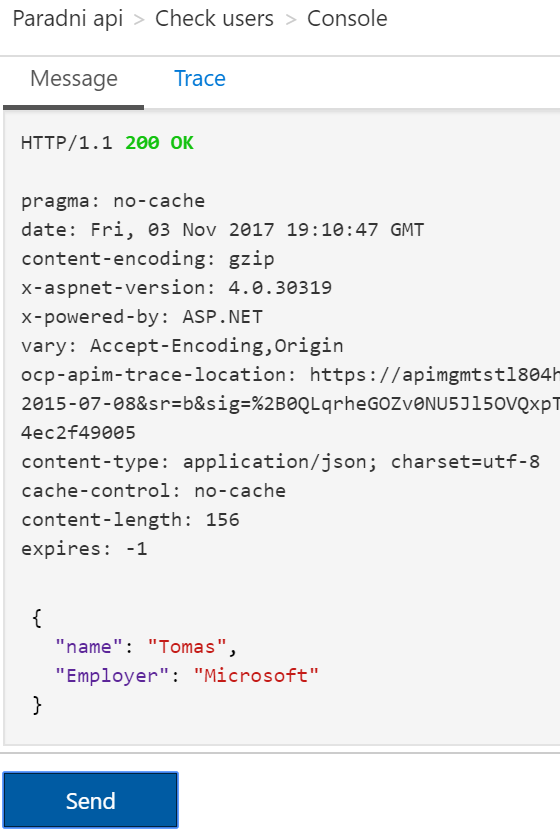 Paradni api > Check users > Console
Message Trace
HTTP/1.1 200 OK
pragma: no-cache
date: Fri, 03 Nov 2017 19:10:47 GMT
content-encoding: gzip
x-aspnet-version: 4.0.30319
x-powered-by: ASP.NET
vary: Accept-Encoding,Origin
ocp-apim-trace-location: https://apimgmtstl804h
2015-07-08&sr=b&sig=%2B0QLqrheGOZv0NU5Jl5OVQxpT
4ec2f49005
content-type: application/json; charset=utf-8
cache-control: no-cache
content-length: 156
expires: -1
{
"name": "Tomas",
"Employer": "Microsoft"
}
Send